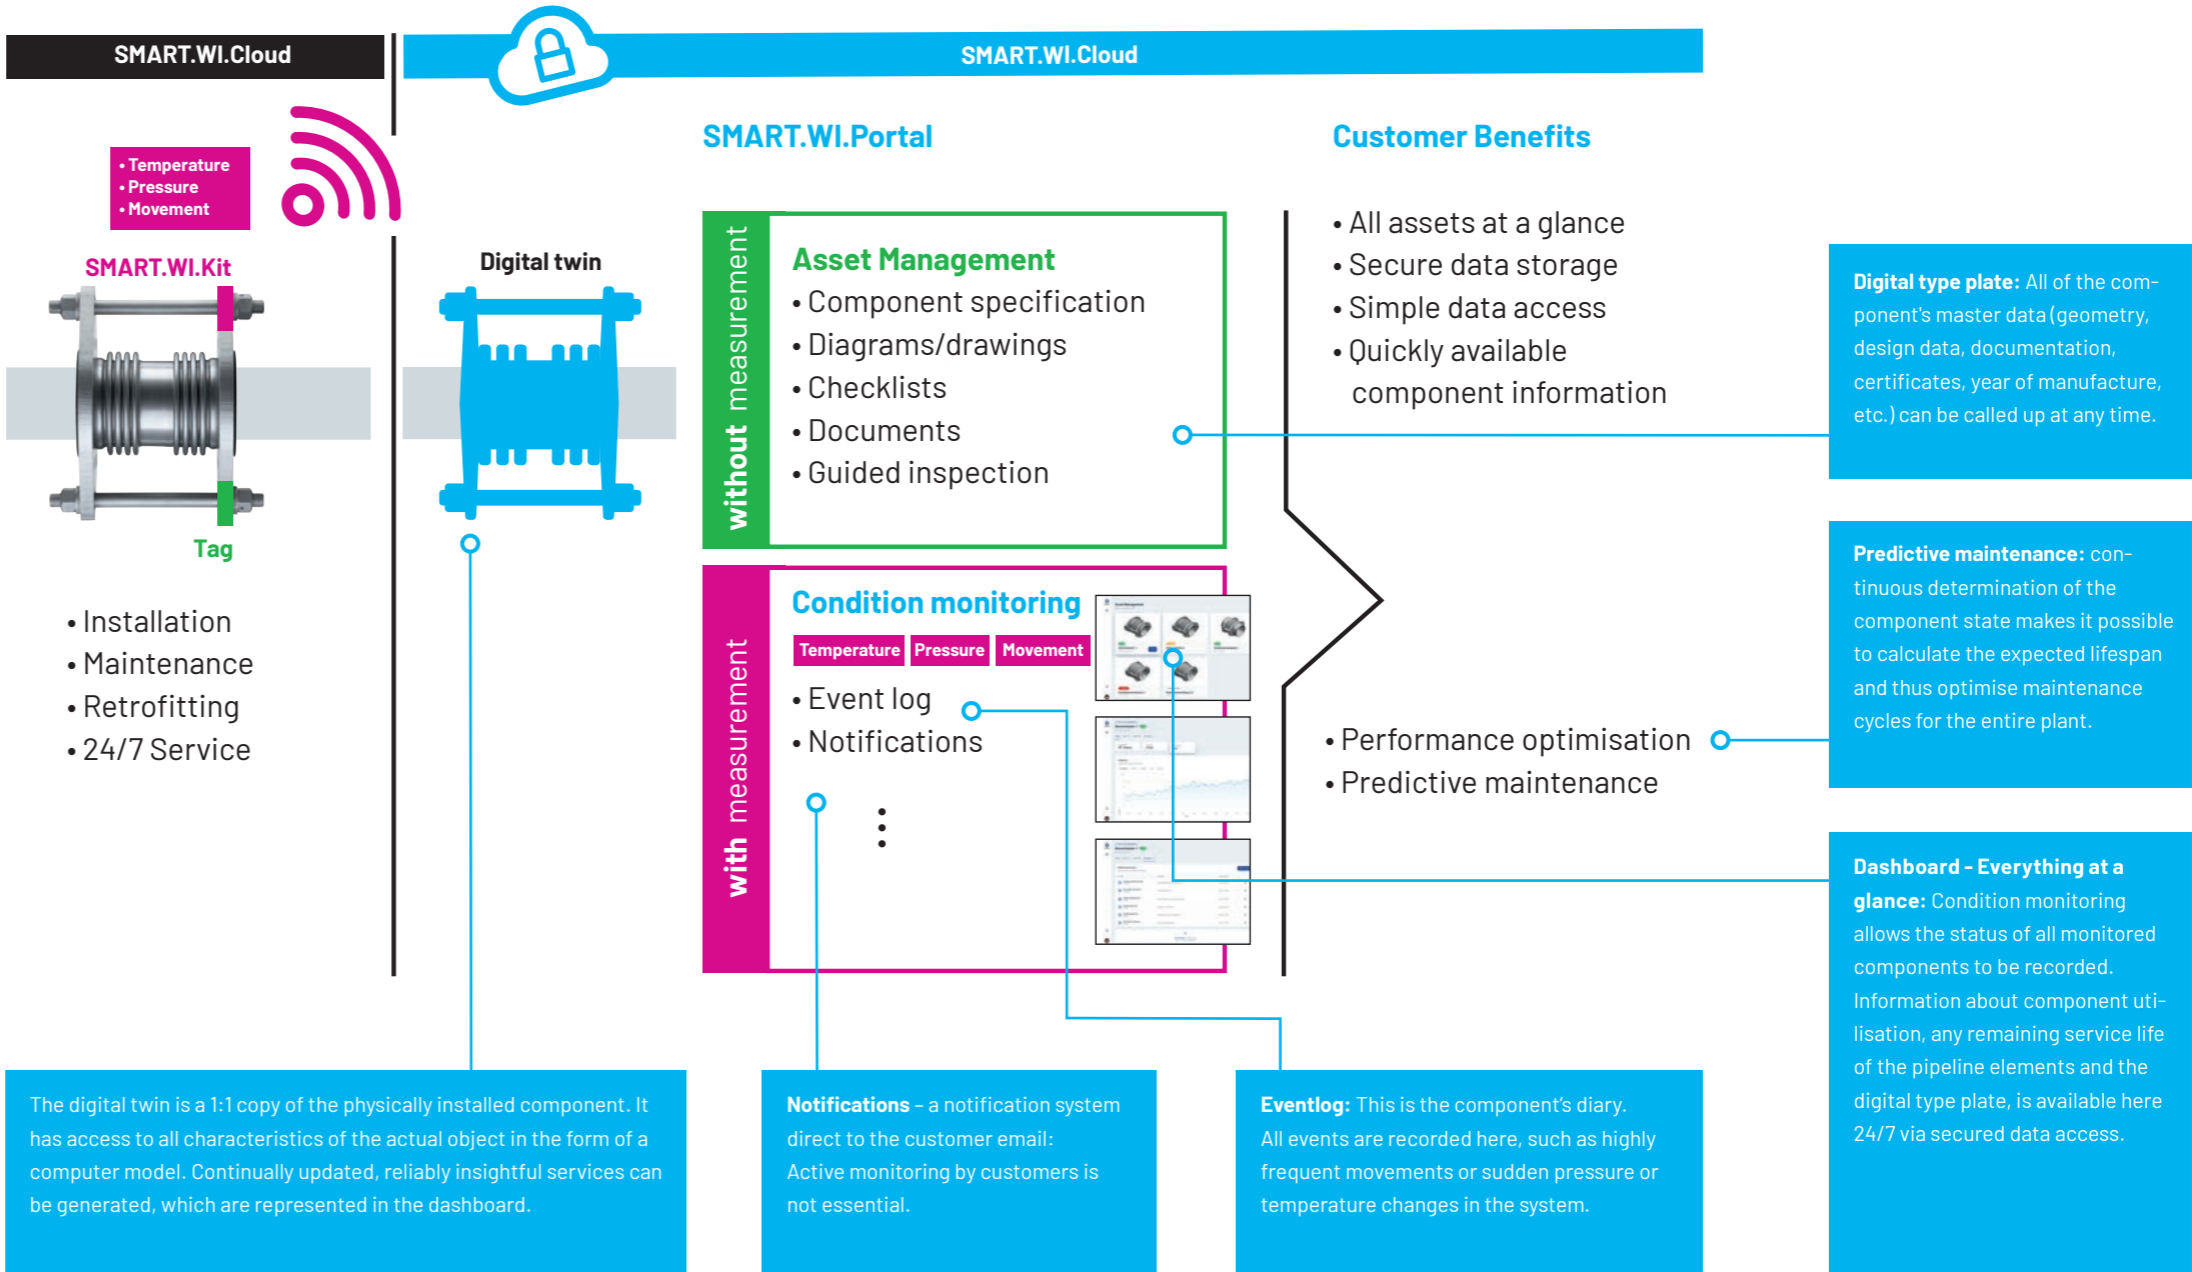 SMART.WI.Cloud
SMART.WI.Cloud
• Temperature
• Pressure
• Movement
SMART.WI.Kit
Tag
• Installation
• Maintenance
• Retrofitting
• 24/7 Service
Digital twin
SMART.WI.Portal
without measurement
Asset Management
• Component specification
• Diagrams/drawings
• Checklists
• Documents
• Guided inspection
with measurement
Condition monitoring
Temperature Pressure Movement
• Event log
• Notifications
Customer Benefits
• All assets at a glance
• Secure data storage
• Simple data access
• Quickly available
component information
• Performance optimisation
• Predictive maintenance
Digital type plate: All of the com-
ponent's master data (geometry,
design data, documentation,
certificates, year of manufacture,
etc.) can be called up at any time.
Predictive maintenance: con-
tinuous determination of the
component state makes it possible
to calculate the expected lifespan
and thus optimise maintenance
cycles for the entire plant.
Dashboard - Everything at a
glance: Condition monitoring
allows the status of all monitored
components to be recorded.
Information about component uti-
lisation, any remaining service life
of the pipeline elements and the
digital type plate, is available here
24/7 via secured data access.
The digital twin is a 1:1 copy of the physically installed component. It
has access to all characteristics of the actual object in the form of a
computer model. Continually updated, reliably insightful services can
be generated, which are represented in the dashboard.
Notifications – a notification system
direct to the customer email:
Active monitoring by customers is
not essential.
Eventlog: This is the component’s diary.
All events are recorded here, such as highly
frequent movements or sudden pressure or
temperature changes in the system.